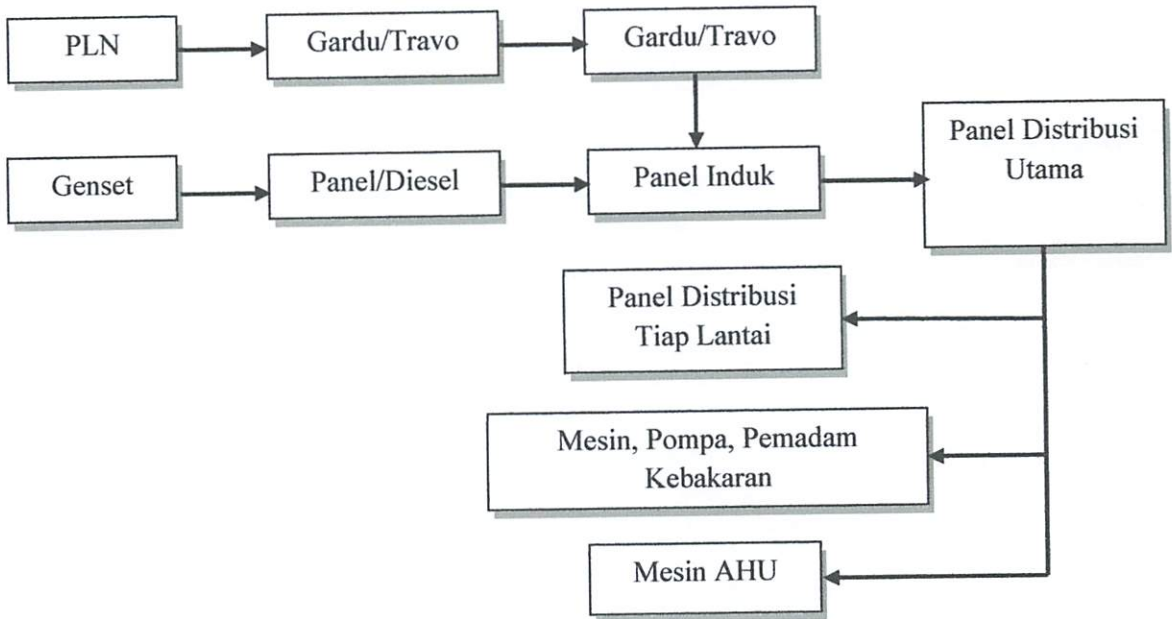 PLN
Gardu/Travo
Gardu/Travo
Genset
Panel/Diesel
Panel Induk
Panel Distribusi
Utama
Panel Distribusi
Tiap Lantai
Mesin, Pompa, Pemadam
Kebakaran
Mesin AHU